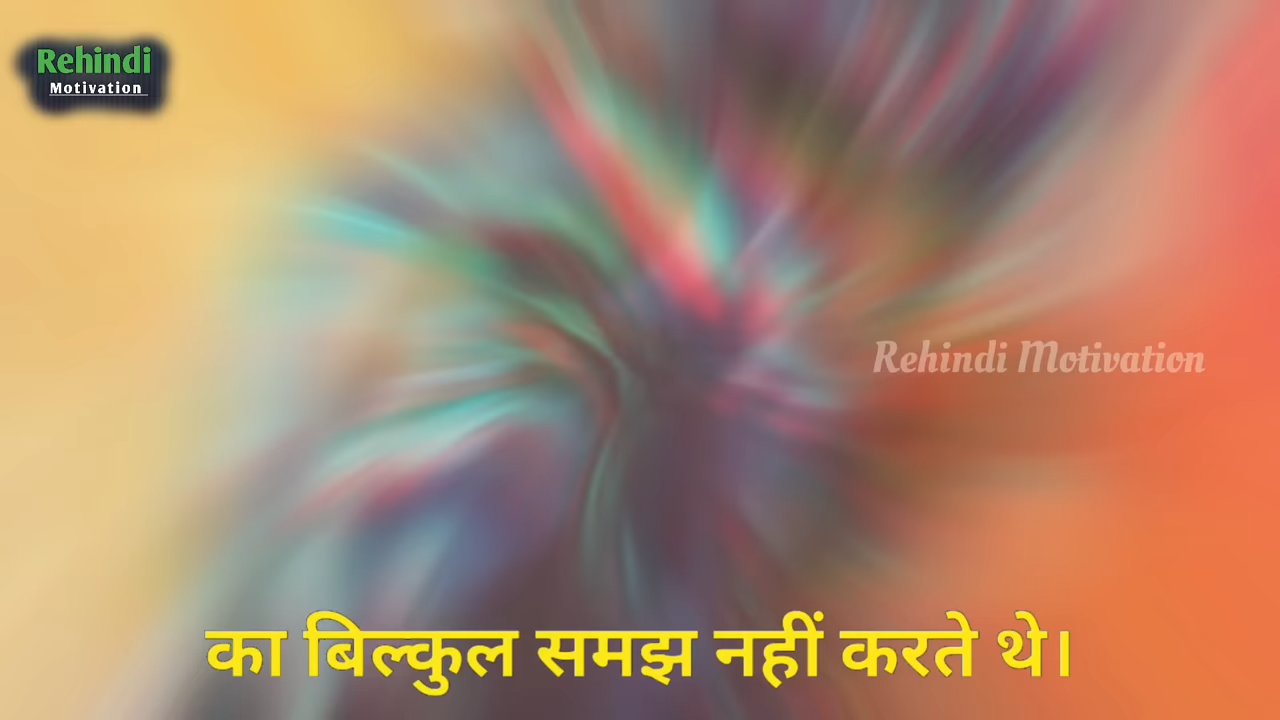 Rehindi
Motivation
Rehindi Motivation
का बिल्कुल समझ नहीं करते थे।